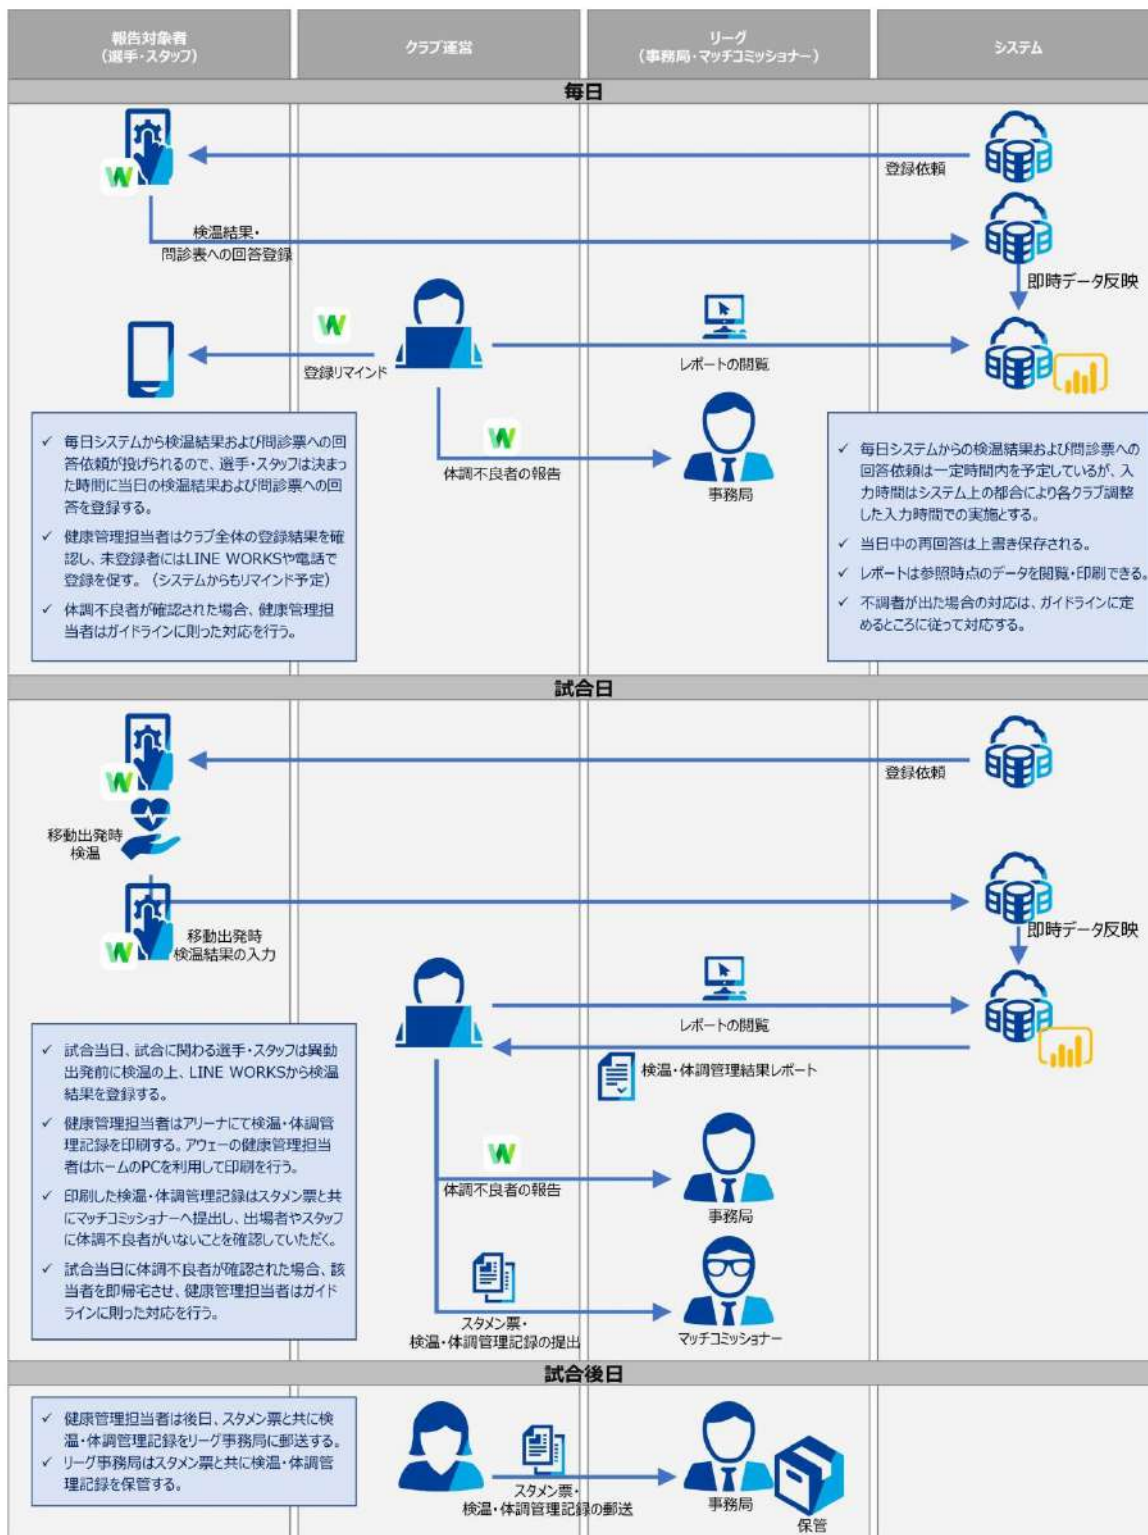 報告対象者
（選手・スタッフ）
クラブ運営
リーグ
（事務局・マッチコミッショナー）
システム
毎日
登録依頼
検温結果・
問診表への回答登録
即時データ反映
登録リマインド
レポートの閲覧
体調不良者の報告
事務局
✓ 毎日システムから検温結果および問診票への回
答依頼が投げられるので、選手・スタッフは決まっ
た時間に当日の検温結果および問診票への回
答を登録する。
✓ 健康管理担当者はクラブ全体の登録結果を確
認し、未登録者にはLINE WORKSや電話で
登録を促す。（システムからもリマインド予定）
✓ 体調不良者が確認された場合、健康管理担
当者はガイドラインに則った対応を行う。
✓ 毎日システムからの検温結果および問診票への
回答依頼は一定時間内を予定しているが、入
力時間はシステム上の都合により各クラブ調整
した入力時間での実施とする。
✓ 当日中の再回答は上書き保存される。
✓ レポートは参照時点のデータを閲覧・印刷できる。
✓ 不調者が出た場合の対応は、ガイドラインに定
めるところに従って対応する。
試合日
登録依頼
移動出発時
検温
移動出発時
検温結果の入力
即時データ反映
レポートの閲覧
検温・体調管理結果レポート
体調不良者の報告
事務局
スタメン票・
検温・体調管理記録の提出
マッチコミッショナー
✓ 試合当日、試合に関わる選手・スタッフは異動
出発前に検温の上、LINE WORKSから検温
結果を登録する。
✓ 健康管理担当者はアリーナにて検温・体調管
理記録を印刷する。アウェーの健康管理担当
者はホームのPCを利用して印刷を行う。
✓ 印刷した検温・体調管理記録はスタメン票と共
にマッチコミッショナーへ提出し、出場者やスタッフ
に体調不良者がいないことを確認していただく。
✓ 試合当日に体調不良者が確認された場合、該
当者を即帰宅させ、健康管理担当者はガイド
ラインに則った対応を行う。
試合後日
✓ 健康管理担当者は後日、スタメン票と共に検
温・体調管理記録をリーグ事務局に郵送する。
✓ リーグ事務局はスタメン票と共に検温・体調管
理記録を保管する。
スタメン票・
検温・体調管理記録の郵送
事務局
保管